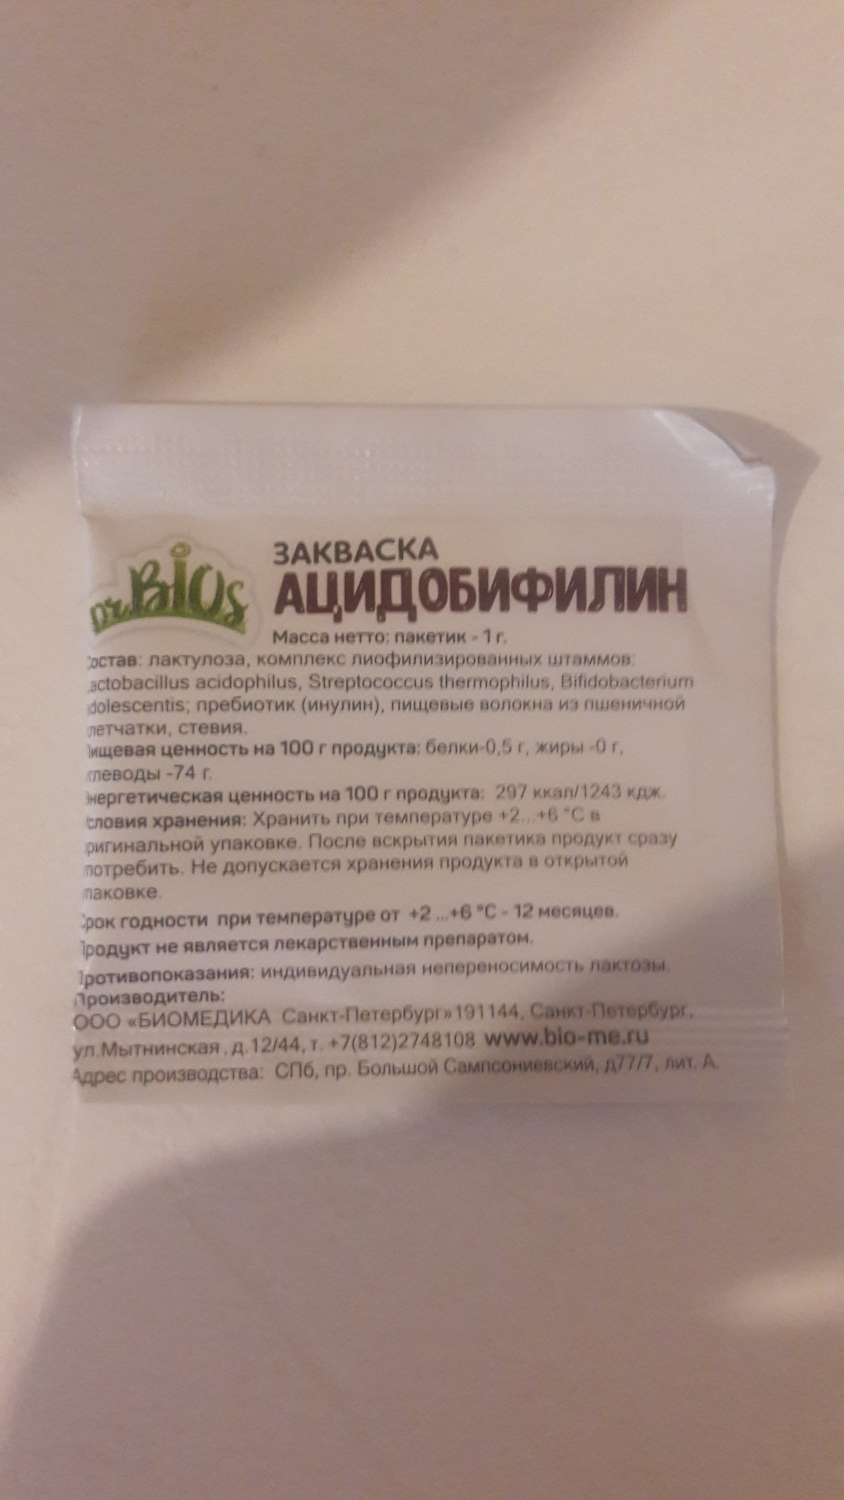 Dr.BiOs
ЗАКВАСКА
АЦИДОБИФИЛИН
Масса нетто: пакетик - 1 г.
остав: лактулоза, комплекс лиофилизированных штаммов:
actobacillus acidophilus, Streptococcus thermophilus, Bifidobacterium
dolescentis; пребиотик (инулин), пищевые волокна из пшеничной
летчатки, стевия.
ищевая ценность на 100 г продукта: белки-0,5 г, жиры -0 г,
глеводы -74 г.
нергетическая ценность на 100 г продукта: 297 ккал/1243 кдж.
словия хранения: Хранить при температуре +2...+6 °C в
ригинальной упаковке. После вскрытия пакетика продукт сразу
потребить. Не допускается хранения продукта в открытой
паковке.
Срок годности при температуре от +2 ...+6 °C - 12 месяцев.
Продукт не является лекарственным препаратом.
Противопоказания: индивидуальная непереносимость лактозы.
Производитель:
ООО «БИОМЕДИКА Санкт-Петербург» 191144, Санкт-Петербург,
ул.Мытнинская , д.12/44, т. +7(812)2748108 www.bio-me.ru
Адрес производства: СПб, пр. Большой Сампсониевский, д77/7, лит. А.